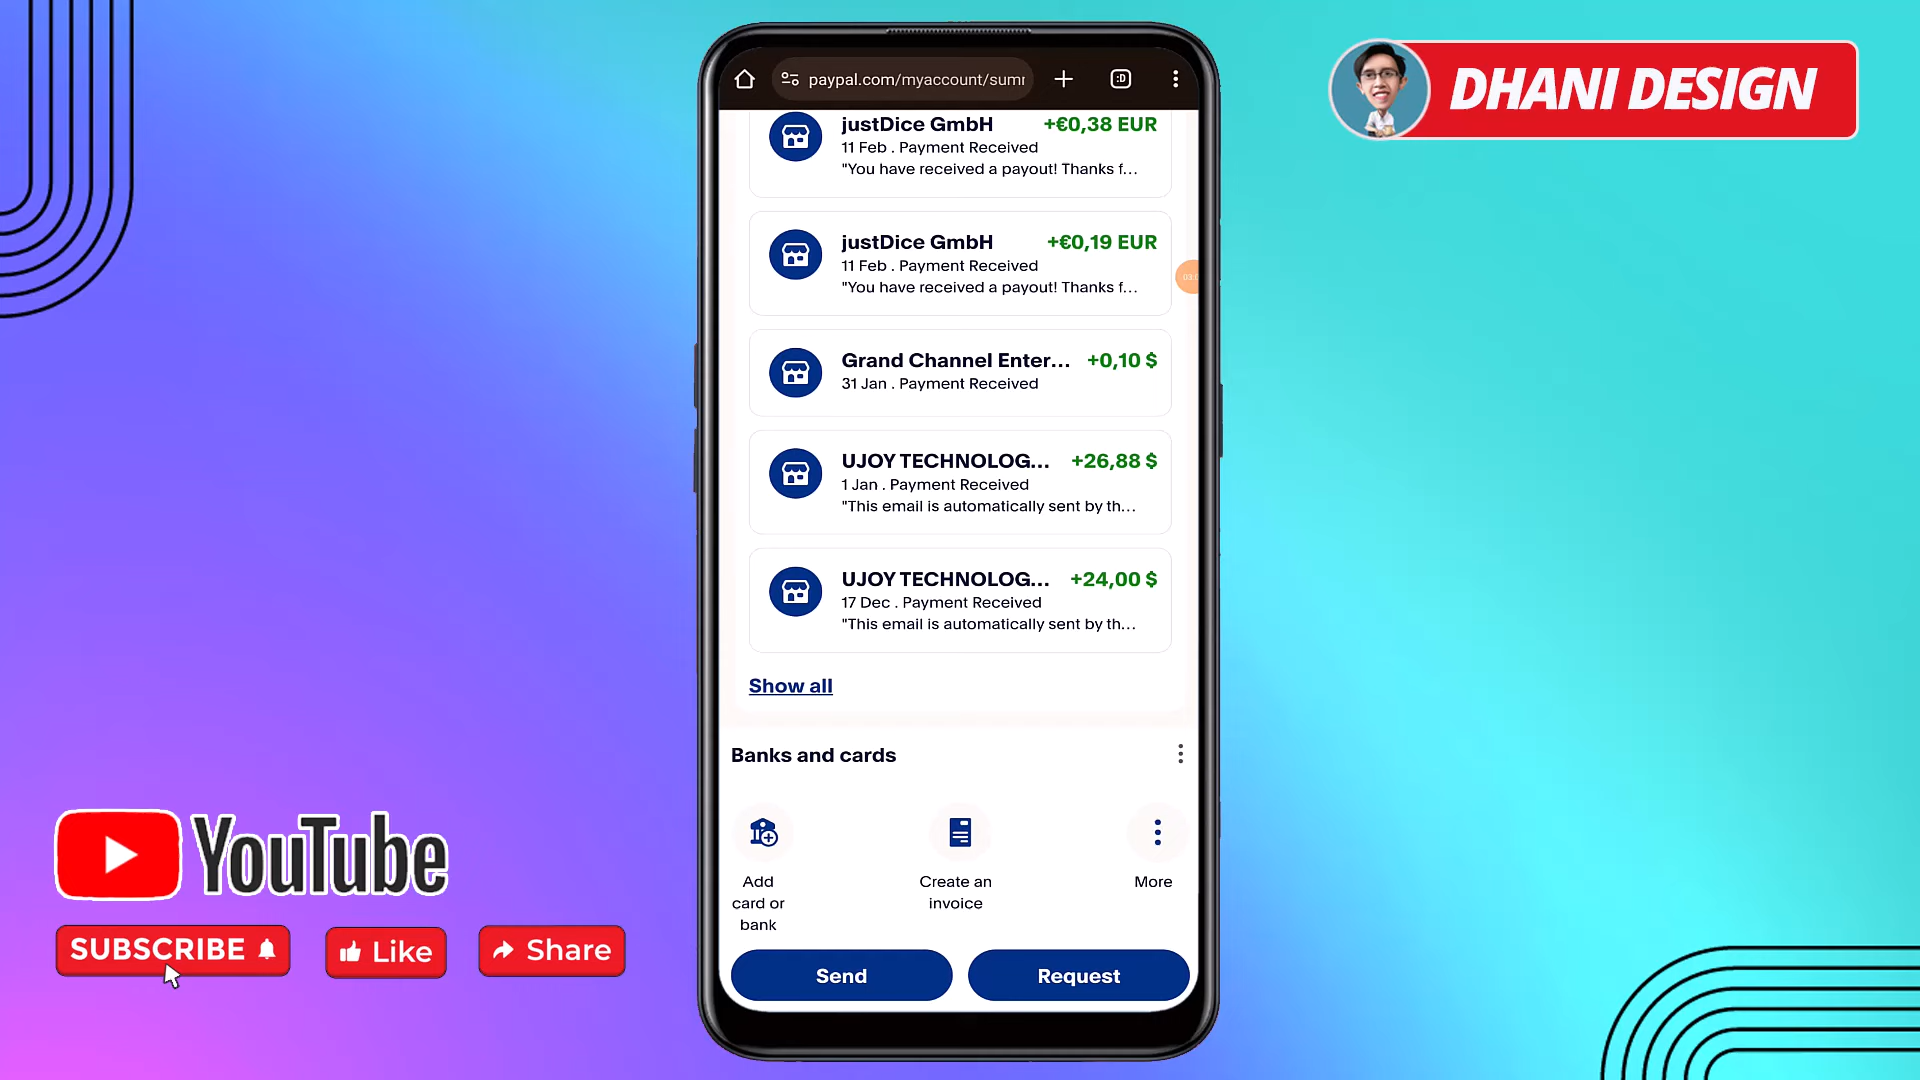 DHANI DESIGN
paypal.com/myaccount/sumr
:D
justDice GmbH +€0,38 EUR
11 Feb . Payment Received
"You have received a payout! Thanks f...
justDice GmbH +€0,19 EUR
11 Feb . Payment Received
"You have received a payout! Thanks f...
Grand Channel Enter... +0,10 $
31 Jan . Payment Received
UJOY TECHNOLOG... +26,88 $
1 Jan . Payment Received
"This email is automatically sent by th...
UJOY TECHNOLOG... +24,00 $
17 Dec . Payment Received
"This email is automatically sent by th...
Show all
Banks and cards
Add
card or
bank
Create an
invoice
More
Send
Request
YouTube
SUBSCRIBE
Like
Share